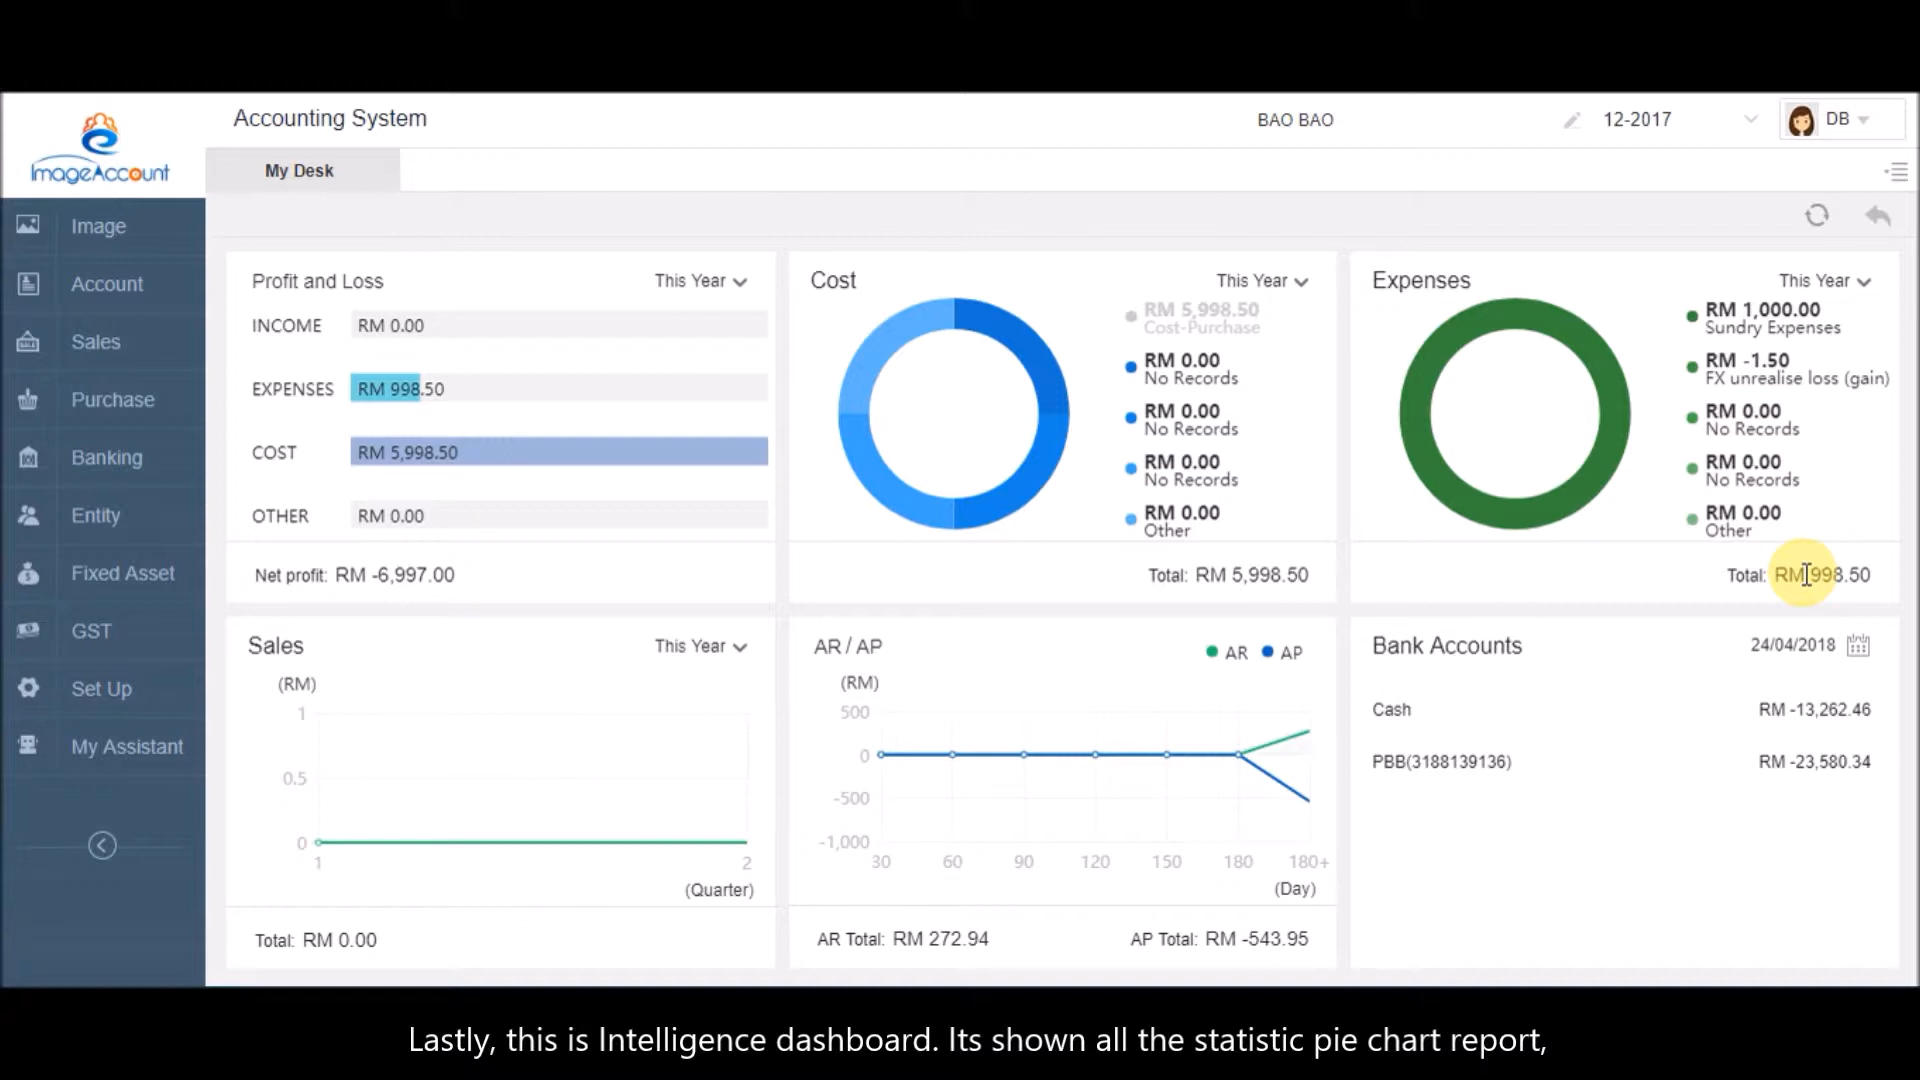 ImageAccount
Accounting System
BAO BAO
12-2017
DB
My Desk
Image
Account
Sales
Purchase
Banking
Entity
Fixed Asset
GST
Set Up
My Assistant
Profit and Loss
This Year
INCOME RM 0.00
EXPENSES RM 998.50
COST RM 5,998.50
OTHER RM 0.00
Net profit: RM -6,997.00
Cost
This Year
RM 5,998.50
Cost-Purchase
RM 0.00
No Records
RM 0.00
No Records
RM 0.00
No Records
RM 0.00
Other
Total: RM 5,998.50
Expenses
This Year
RM 1,000.00
Sundry Expenses
RM -1.50
FX unrealise loss (gain)
RM 0.00
No Records
RM 0.00
No Records
RM 0.00
Other
Total: RM 998.50
Sales
This Year
(RM)
1
0.5
0
1 2
(Quarter)
Total: RM 0.00
AR / AP
AR AP
(RM)
500
0
-500
-1,000
30 60 90 120 150 180 180+
(Day)
AR Total: RM 272.94
AP Total: RM -543.95
Bank Accounts
24/04/2018
Cash RM -13,262.46
PBB(3188139136) RM -23,580.34
Lastly, this is Intelligence dashboard. Its shown all the statistic pie chart report,